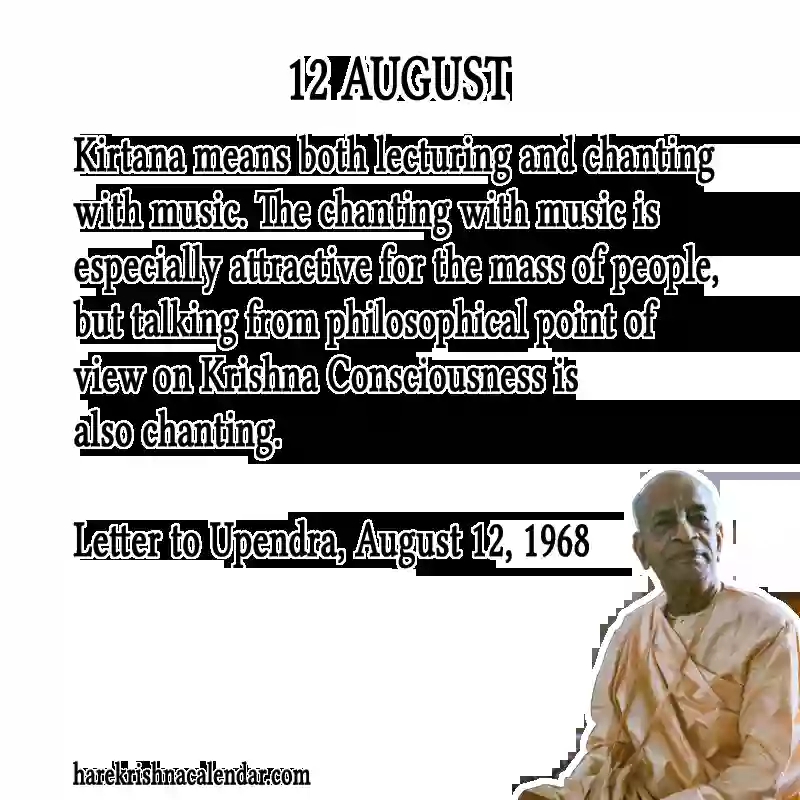 12 AUGUST
Kirtana means both lecturing and chanting
with music. The chanting with music is
especially attractive for the mass of people,
but talking from philosophical point of
view on Krishna Consciousness is
also chanting.
Letter to Upendra, August 12, 1968
harekrishnacalendar.com